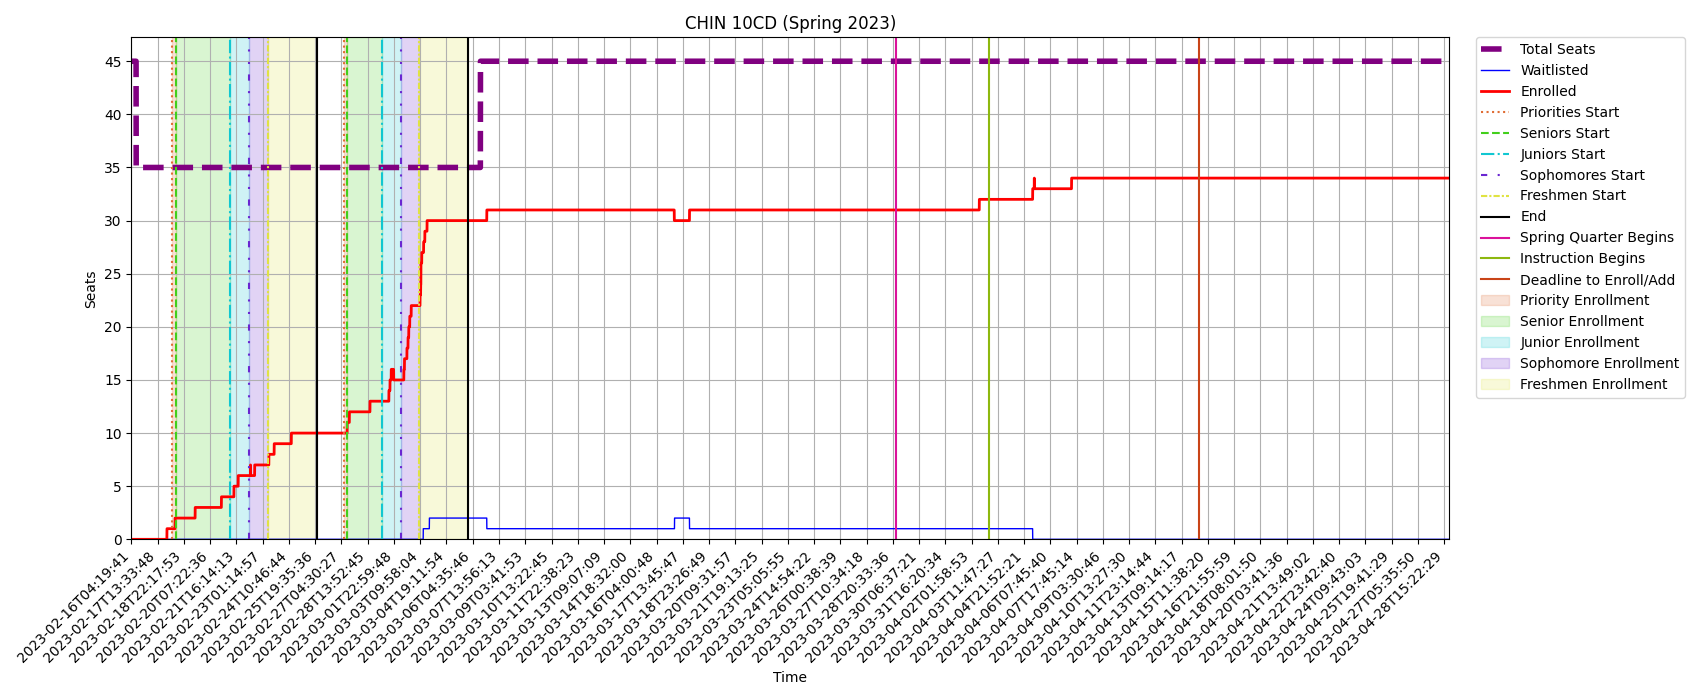 CHIN 10CD (Spring 2023)
45
40
35
30
25
20
15
10
5
0
Seats
2023-02-16T04:19:41
2023-02-17T13:33:48
2023-02-18T22:17:53
2023-02-20T07:22:36
2023-02-21T16:14:13
2023-02-23T01:14:57
2023-02-24T10:46:44
2023-02-25T19:35:36
2023-02-27T04:30:27
2023-02-28T13:52:45
2023-03-01T22:59:48
2023-03-03T09:58:04
2023-03-04T19:11:54
2023-03-06T04:35:46
2023-03-07T13:56:13
2023-03-09T03:41:53
2023-03-10T13:22:45
2023-03-11T22:38:23
2023-03-13T09:07:09
2023-03-14T18:32:00
2023-03-16T04:00:48
2023-03-17T13:45:47
2023-03-18T23:26:49
2023-03-20T09:31:57
2023-03-21T19:13:25
2023-03-23T05:05:55
2023-03-24T14:54:22
2023-03-26T00:38:39
2023-03-27T10:34:18
2023-03-28T20:33:36
2023-03-30T06:37:21
2023-03-31T16:20:34
2023-04-02T01:58:53
2023-04-03T11:47:27
2023-04-04T21:52:21
2023-04-06T07:45:40
2023-04-07T17:45:14
2023-04-09T03:30:46
2023-04-10T13:27:30
2023-04-11T23:14:44
2023-04-13T09:14:17
2023-04-15T11:38:20
2023-04-16T21:55:59
2023-04-18T08:01:50
2023-04-20T03:41:36
2023-04-21T13:49:02
2023-04-22T23:42:40
2023-04-24T09:43:03
2023-04-25T19:41:29
2023-04-27T05:35:50
2023-04-28T15:22:29
Time
Total Seats
Waitlisted
Enrolled
Priorities Start
Seniors Start
Juniors Start
Sophomores Start
Freshmen Start
End
Spring Quarter Begins
Instruction Begins
Deadline to Enroll/Add
Priority Enrollment
Senior Enrollment
Junior Enrollment
Sophomore Enrollment
Freshmen Enrollment